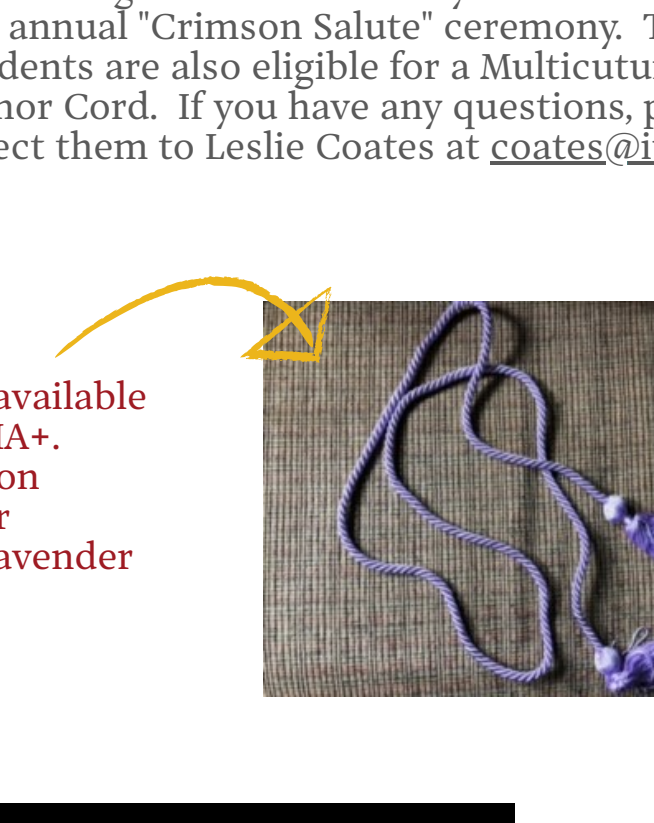 annual "Crimson Salute" ceremony. T
dents are also eligible for a Multicutu
nor Cord. If you have any questions, p
ect them to Leslie Coates at coates@i
available
IA+.
on
r
avender